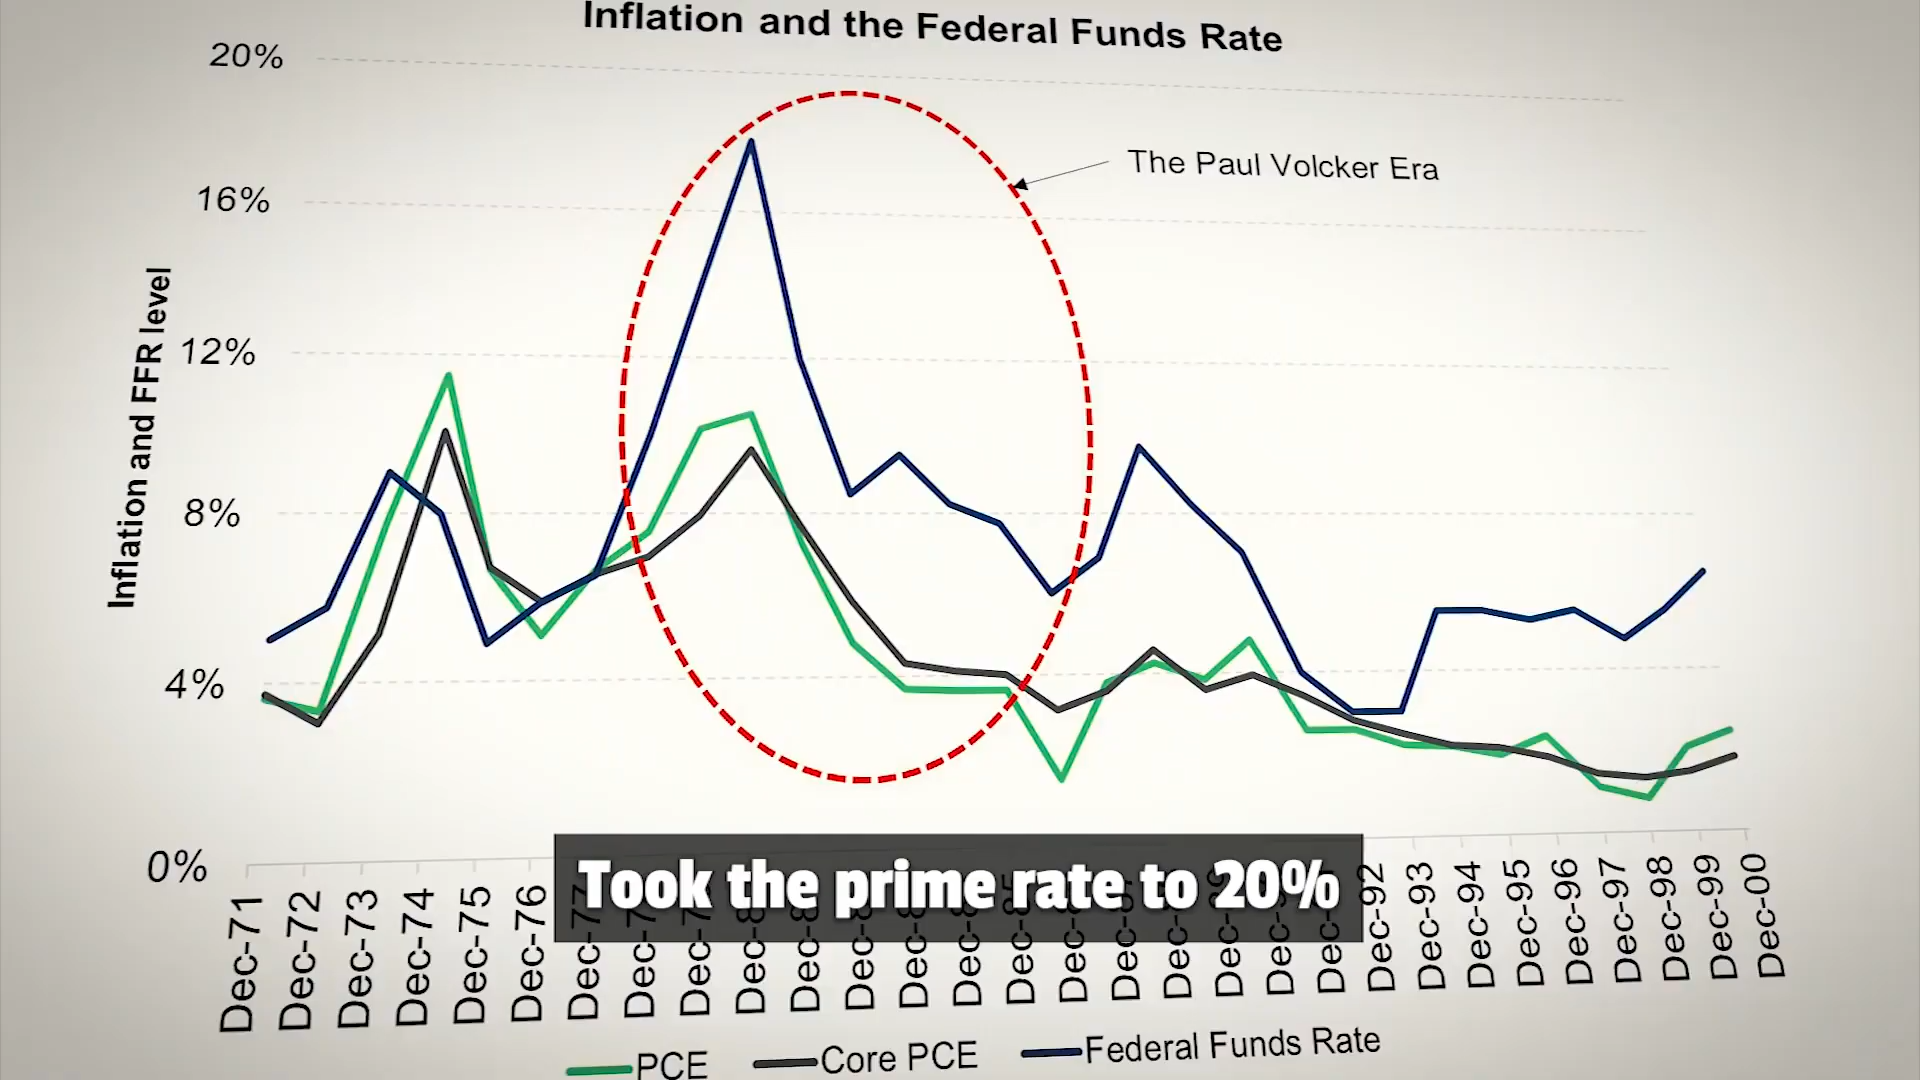 Inflation and the Federal Funds Rate
20%
The Paul Volcker Era
16%
12%
8%
4%
0%
Inflation and FFR level
Took the prime rate to 20%
Dec-71
Dec-72
Dec-73
Dec-74
Dec-75
Dec-76
Dec-77
Dec-92
Dec-93
Dec-94
Dec-95
Dec-96
Dec-97
Dec-98
Dec-99
Dec-00
PCE
Core PCE
Federal Funds Rate